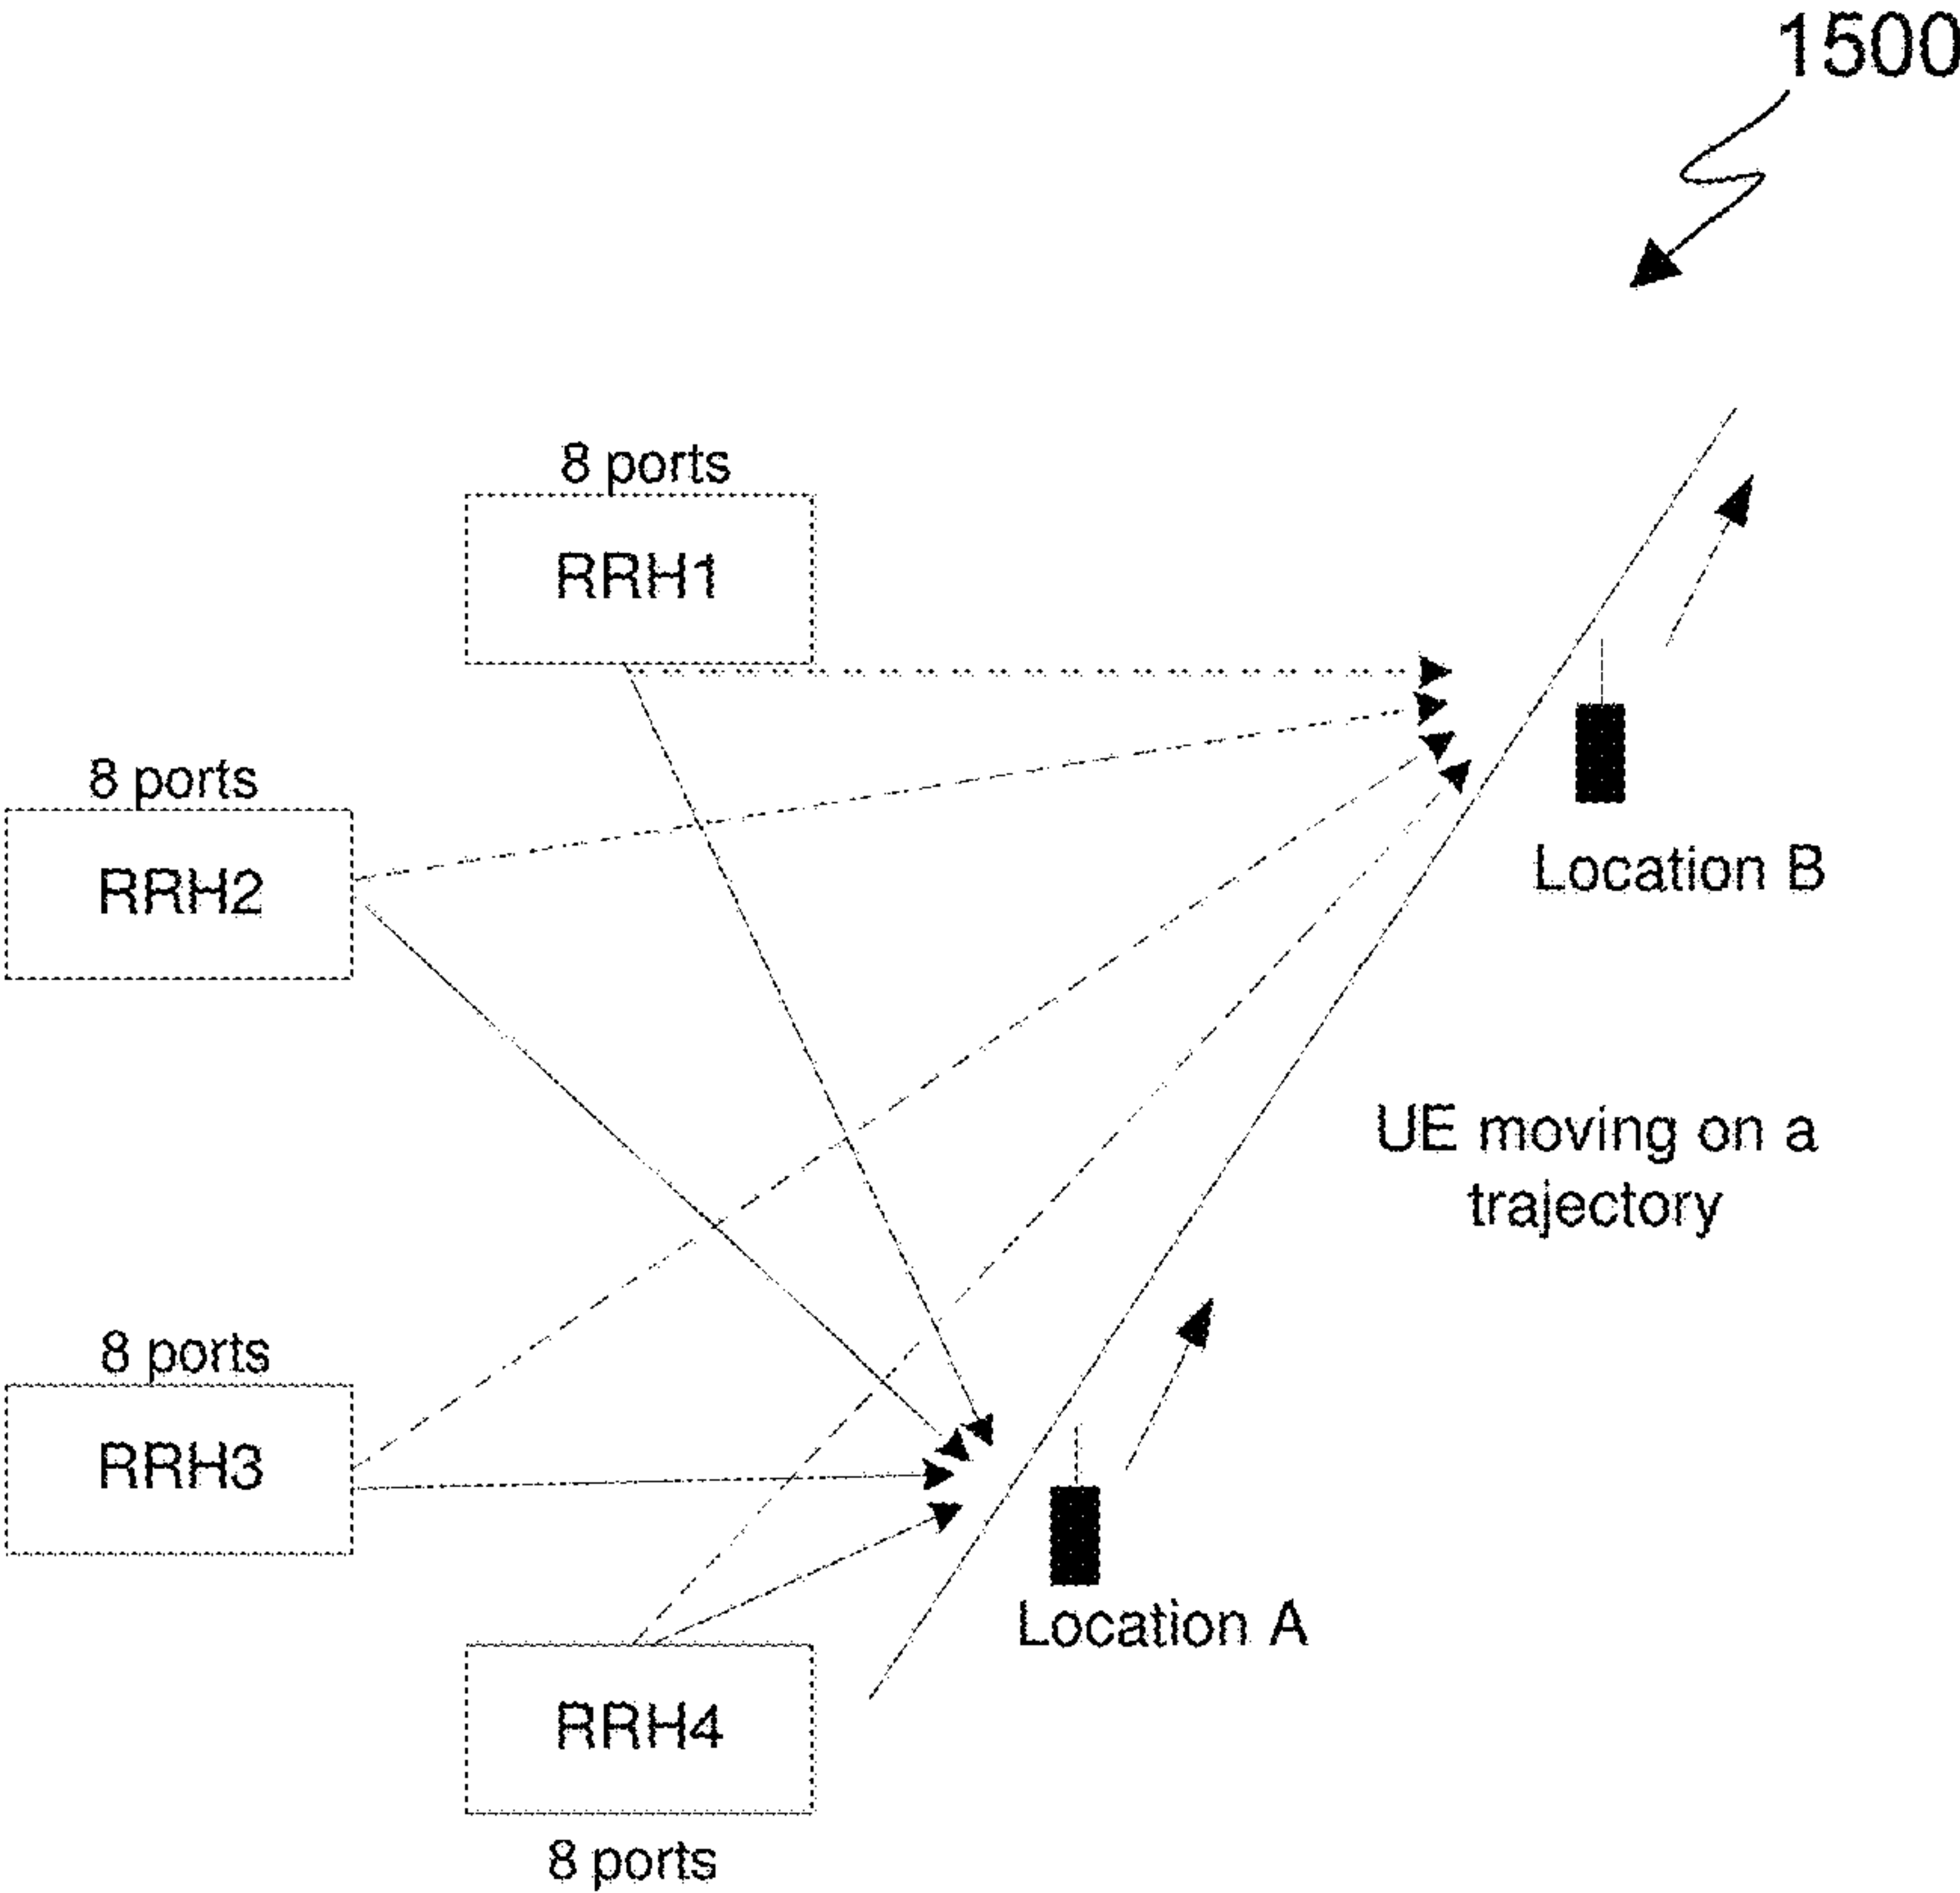 1500
8 ports
RRH1
8 ports
RRH2
Location B
UE moving on a
trajectory
8 ports
RRH3
Location A
RRH4
8 ports